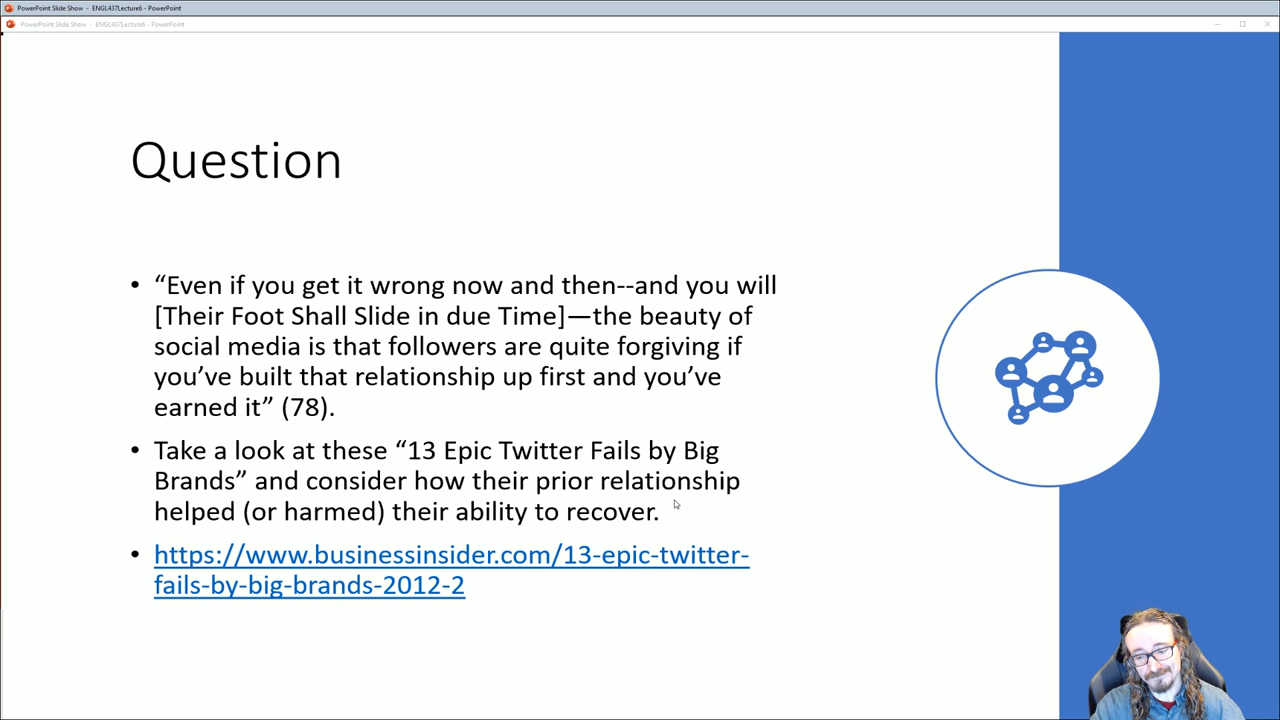 PowerPoint Slide Show - ENGL437Lecture6 - PowerPoint
PowerPoint Slide Show - ENGL437Lecture6 - PowerPoint
Question
• “Even if you get it wrong now and then--and you will
[Their Foot Shall Slide in due Time]—the beauty of
social media is that followers are quite forgiving if
you’ve built that relationship up first and you’ve
earned it” (78).
• Take a look at these “13 Epic Twitter Fails by Big
Brands” and consider how their prior relationship
helped (or harmed) their ability to recover.
• https://www.businessinsider.com/13-epic-twitter-
fails-by-big-brands-2012-2